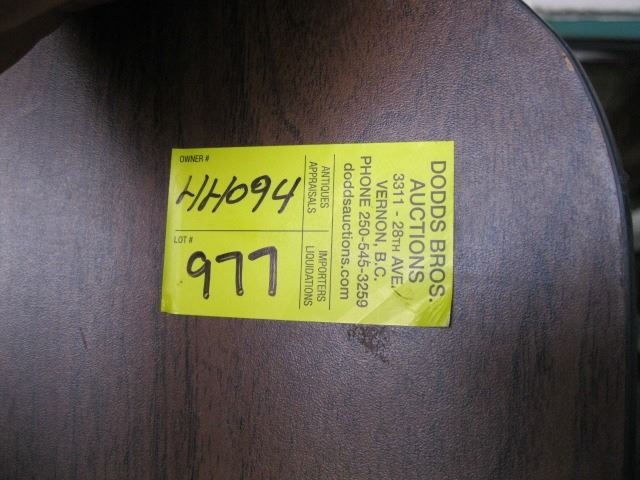 DODDS BROS.
AUCTIONS
3311 - 28TH AVE.
VERNON, B.C.
PHONE 250-545-3259
doddsauctions.com
ANTIQUES IMPORTERS
APPRAISALS LIQUIDATIONS
OWNER #
44094
LOT #
977